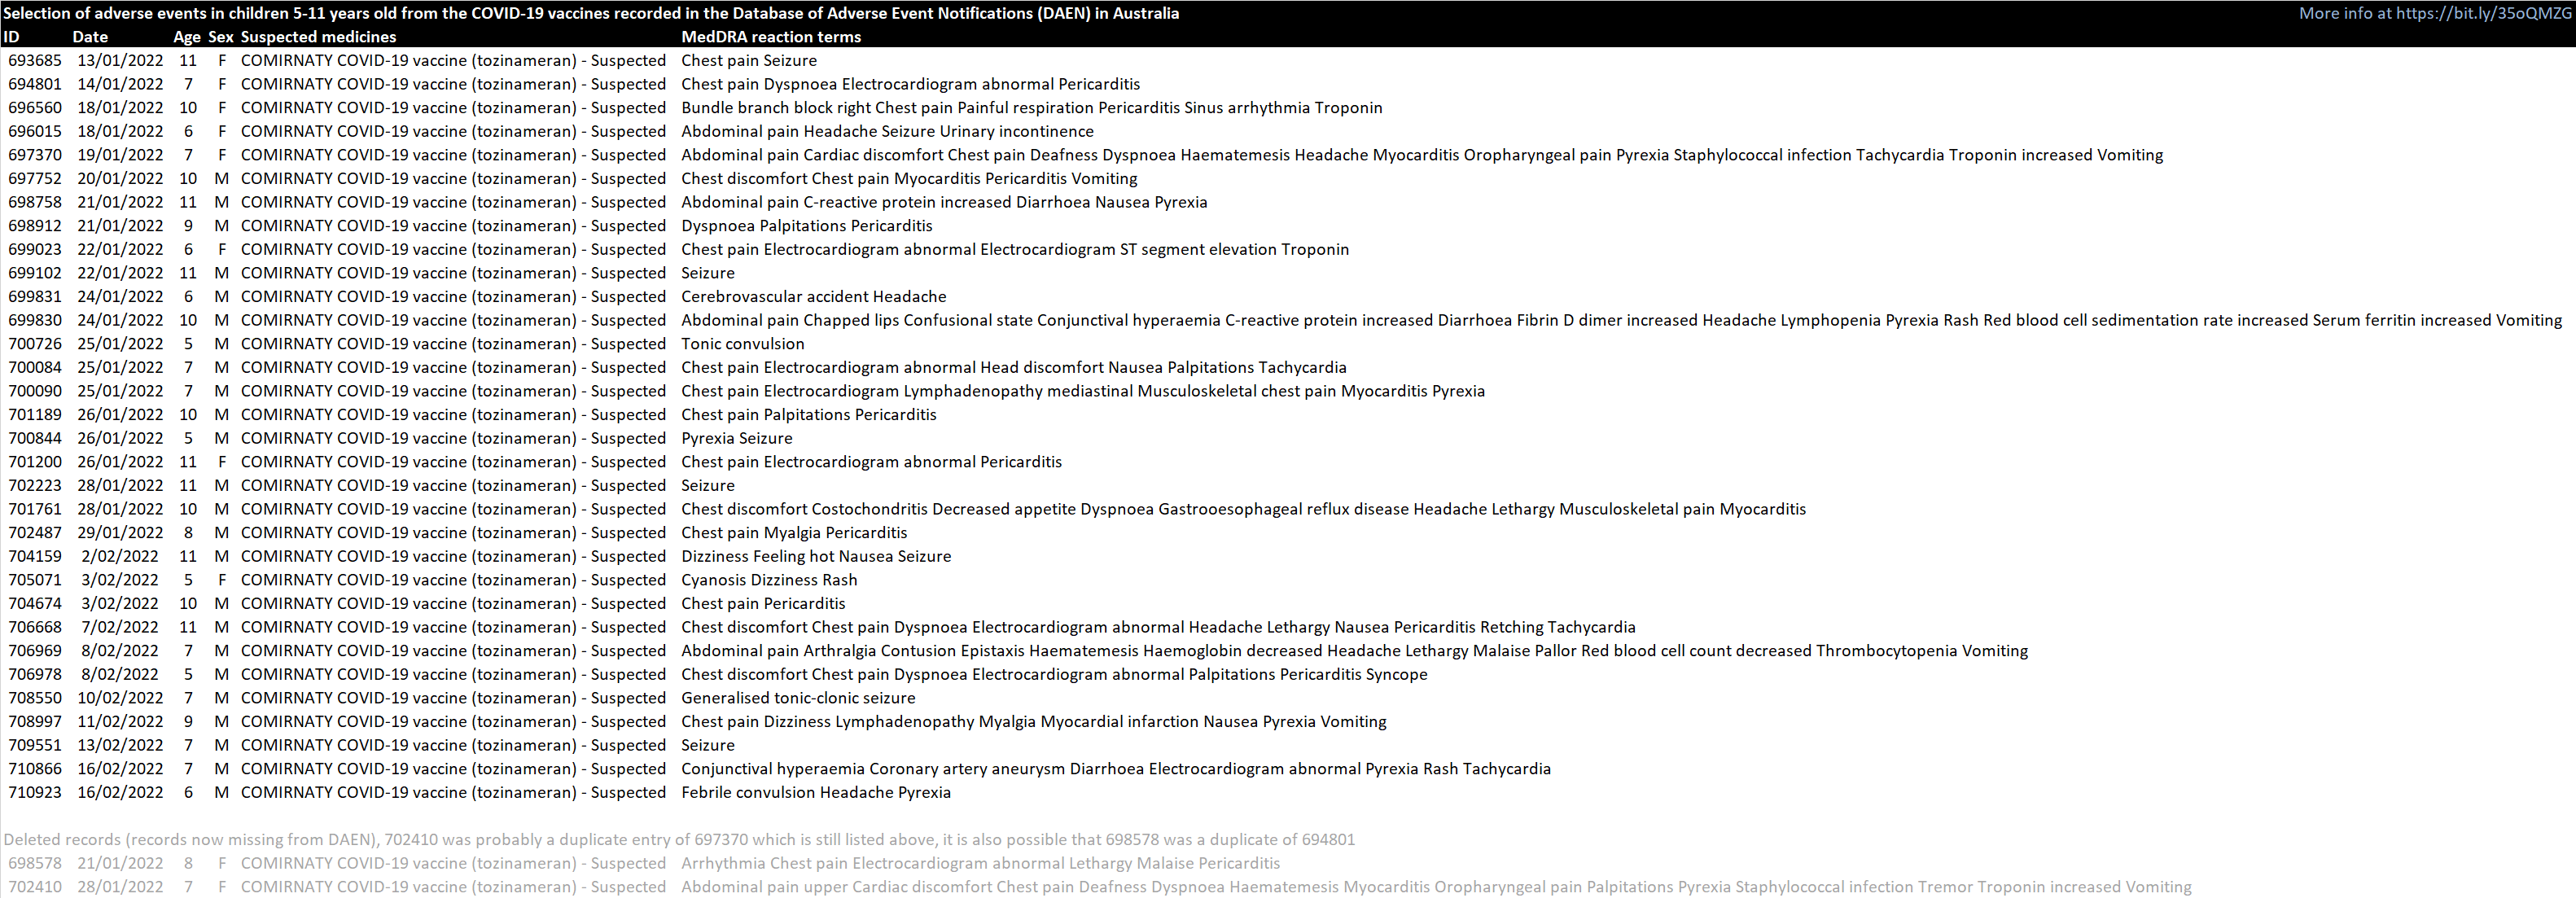 Selection of adverse events in children 5-11 years old from the COVID-19 vaccines recorded in the Database of Adverse Event Notifications (DAEN) in Australia More info at https://bit.ly/35oQMZG
ID Date Age Sex Suspected medicines MedDRA reaction terms
693685 13/01/2022 11 F COMIRNATY COVID-19 vaccine (tozinameran) - Suspected Chest pain Seizure
694801 14/01/2022 7 F COMIRNATY COVID-19 vaccine (tozinameran) - Suspected Chest pain Dyspnoea Electrocardiogram abnormal Pericarditis
696560 18/01/2022 10 F COMIRNATY COVID-19 vaccine (tozinameran) - Suspected Bundle branch block right Chest pain Painful respiration Pericarditis Sinus arrhythmia Troponin
696015 18/01/2022 6 F COMIRNATY COVID-19 vaccine (tozinameran) - Suspected Abdominal pain Headache Seizure Urinary incontinence
697370 19/01/2022 7 F COMIRNATY COVID-19 vaccine (tozinameran) - Suspected Abdominal pain Cardiac discomfort Chest pain Deafness Dyspnoea Haematemesis Headache Myocarditis Oropharyngeal pain Pyrexia Staphylococcal infection Tachycardia Troponin increased Vomiting
697752 20/01/2022 10 M COMIRNATY COVID-19 vaccine (tozinameran) - Suspected Chest discomfort Chest pain Myocarditis Pericarditis Vomiting
698758 21/01/2022 11 M COMIRNATY COVID-19 vaccine (tozinameran) - Suspected Abdominal pain C-reactive protein increased Diarrhoea Nausea Pyrexia
698912 21/01/2022 9 M COMIRNATY COVID-19 vaccine (tozinameran) - Suspected Dyspnoea Palpitations Pericarditis
699023 22/01/2022 6 F COMIRNATY COVID-19 vaccine (tozinameran) - Suspected Chest pain Electrocardiogram abnormal Electrocardiogram ST segment elevation Troponin
699102 22/01/2022 11 M COMIRNATY COVID-19 vaccine (tozinameran) - Suspected Seizure
699831 24/01/2022 6 M COMIRNATY COVID-19 vaccine (tozinameran) - Suspected Cerebrovascular accident Headache
699830 24/01/2022 10 M COMIRNATY COVID-19 vaccine (tozinameran) - Suspected Abdominal pain Chapped lips Confusional state Conjunctival hyperaemia C-reactive protein increased Diarrhoea Fibrin D dimer increased Headache Lymphopenia Pyrexia Rash Red blood cell sedimentation rate increased Serum ferritin increased Vomiting
700726 25/01/2022 5 M COMIRNATY COVID-19 vaccine (tozinameran) - Suspected Tonic convulsion
700084 25/01/2022 7 M COMIRNATY COVID-19 vaccine (tozinameran) - Suspected Chest pain Electrocardiogram abnormal Head discomfort Nausea Palpitations Tachycardia
700090 25/01/2022 7 M COMIRNATY COVID-19 vaccine (tozinameran) - Suspected Chest pain Electrocardiogram Lymphadenopathy mediastinal Musculoskeletal chest pain Myocarditis Pyrexia
701189 26/01/2022 10 M COMIRNATY COVID-19 vaccine (tozinameran) - Suspected Chest pain Palpitations Pericarditis
700844 26/01/2022 5 M COMIRNATY COVID-19 vaccine (tozinameran) - Suspected Pyrexia Seizure
701200 26/01/2022 11 F COMIRNATY COVID-19 vaccine (tozinameran) - Suspected Chest pain Electrocardiogram abnormal Pericarditis
702223 28/01/2022 11 M COMIRNATY COVID-19 vaccine (tozinameran) - Suspected Seizure
701761 28/01/2022 10 M COMIRNATY COVID-19 vaccine (tozinameran) - Suspected Chest discomfort Costochondritis Decreased appetite Dyspnoea Gastrooesophageal reflux disease Headache Lethargy Musculoskeletal pain Myocarditis
702487 29/01/2022 8 M COMIRNATY COVID-19 vaccine (tozinameran) - Suspected Chest pain Myalgia Pericarditis
704159 2/02/2022 11 M COMIRNATY COVID-19 vaccine (tozinameran) - Suspected Dizziness Feeling hot Nausea Seizure
705071 3/02/2022 5 F COMIRNATY COVID-19 vaccine (tozinameran) - Suspected Cyanosis Dizziness Rash
704674 3/02/2022 10 M COMIRNATY COVID-19 vaccine (tozinameran) - Suspected Chest pain Pericarditis
706668 7/02/2022 11 M COMIRNATY COVID-19 vaccine (tozinameran) - Suspected Chest discomfort Chest pain Dyspnoea Electrocardiogram abnormal Headache Lethargy Nausea Pericarditis Retching Tachycardia
706969 8/02/2022 7 M COMIRNATY COVID-19 vaccine (tozinameran) - Suspected Abdominal pain Arthralgia Contusion Epistaxis Haematemesis Haemoglobin decreased Headache Lethargy Malaise Pallor Red blood cell count decreased Thrombocytopenia Vomiting
706978 8/02/2022 5 M COMIRNATY COVID-19 vaccine (tozinameran) - Suspected Chest discomfort Chest pain Dyspnoea Electrocardiogram abnormal Palpitations Pericarditis Syncope
708550 10/02/2022 7 M COMIRNATY COVID-19 vaccine (tozinameran) - Suspected Generalised tonic-clonic seizure
708997 11/02/2022 9 M COMIRNATY COVID-19 vaccine (tozinameran) - Suspected Chest pain Dizziness Lymphadenopathy Myalgia Myocardial infarction Nausea Pyrexia Vomiting
709551 13/02/2022 7 M COMIRNATY COVID-19 vaccine (tozinameran) - Suspected Seizure
710866 16/02/2022 7 M COMIRNATY COVID-19 vaccine (tozinameran) - Suspected Conjunctival hyperaemia Coronary artery aneurysm Diarrhoea Electrocardiogram abnormal Pyrexia Rash Tachycardia
710923 16/02/2022 6 M COMIRNATY COVID-19 vaccine (tozinameran) - Suspected Febrile convulsion Headache Pyrexia
Deleted records (records now missing from DAEN), 702410 was probably a duplicate entry of 697370 which is still listed above, it is also possible that 698578 was a duplicate of 694801
698578 21/01/2022 8 F COMIRNATY COVID-19 vaccine (tozinameran) - Suspected Arrhythmia Chest pain Electrocardiogram abnormal Lethargy Malaise Pericarditis
702410 28/01/2022 7 F COMIRNATY COVID-19 vaccine (tozinameran) - Suspected Abdominal pain upper Cardiac discomfort Chest pain Deafness Dyspnoea Haematemesis Myocarditis Oropharyngeal pain Palpitations Pyrexia Staphylococcal infection Tremor Troponin increased Vomiting